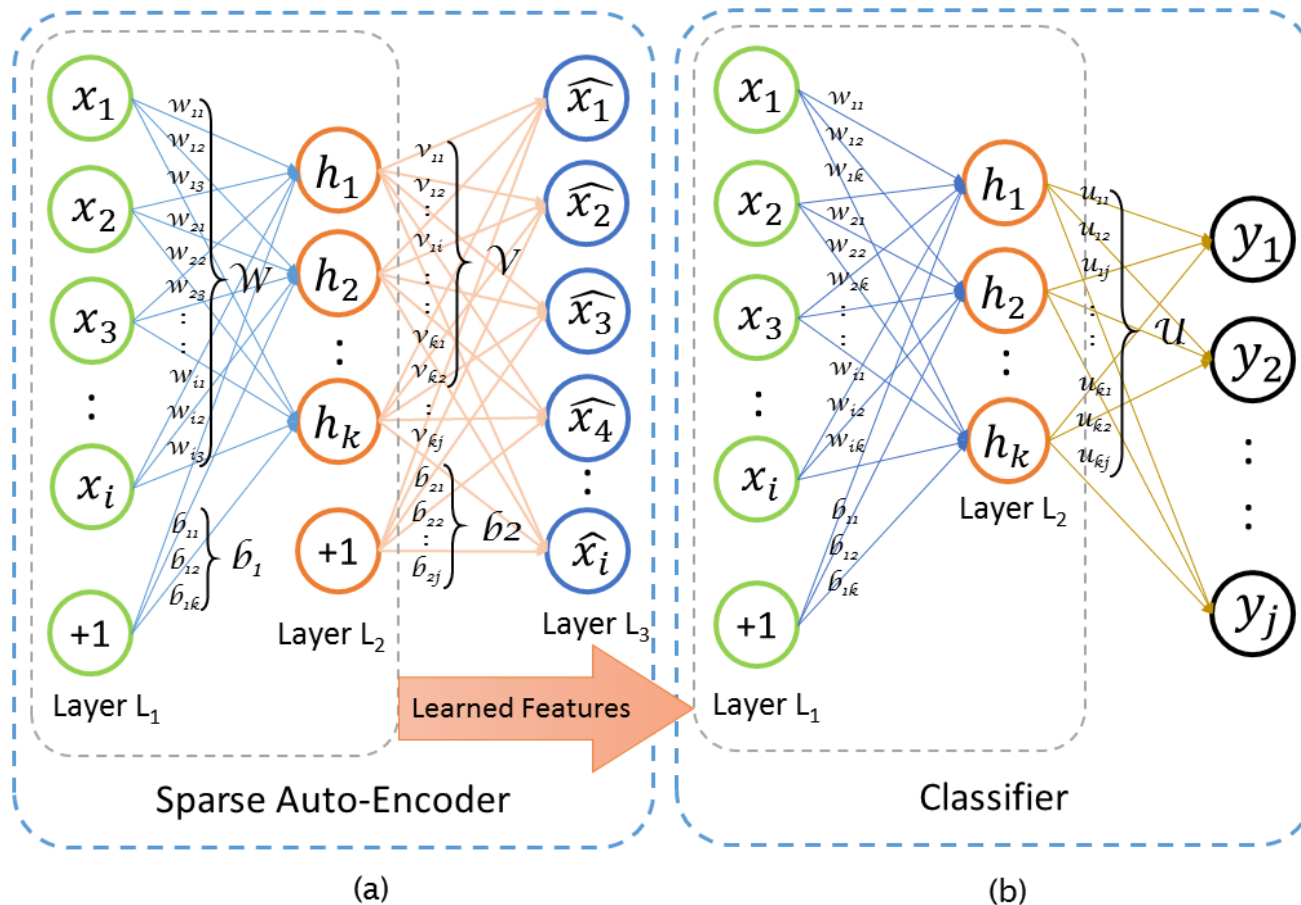 x₁
x₂
x₃
⋮
xᵢ
+1
Layer L₁
w₁₁
w₁₂
w₁₃
w₂₁
w₂₂
w₂₃
⋮
⋮
wᵢ₁
wᵢ₂
wᵢ₃
W
b₁₁
b₁₂
b₁ₖ
b₁
h₁
h₂
⋮
hₖ
+1
Layer L₂
v₁₁
v₁₂
⋮
v₁ᵢ
⋮
⋮
vₖ₁
vₖ₂
⋮
vₖⱼ
V
b₂₁
b₂₂
⋮
b₂ⱼ
b2
x̂₁
x̂₂
x̂₃
x̂₄
⋮
x̂ᵢ
Layer L₃
Learned Features
Sparse Auto-Encoder
(a)
x₁
x₂
x₃
⋮
xᵢ
+1
Layer L₁
w₁₁
w₁₂
w₁ₖ
w₂₁
w₂₂
w₂ₖ
⋮
wᵢ₁
wᵢ₂
wᵢₖ
b₁₁
b₁₂
b₁ₖ
h₁
h₂
⋮
hₖ
Layer L₂
u₁₁
u₁₂
u₁ⱼ
⋮
⋮
uₖ₁
uₖ₂
uₖⱼ
U
y₁
y₂
⋮
yⱼ
Classifier
(b)